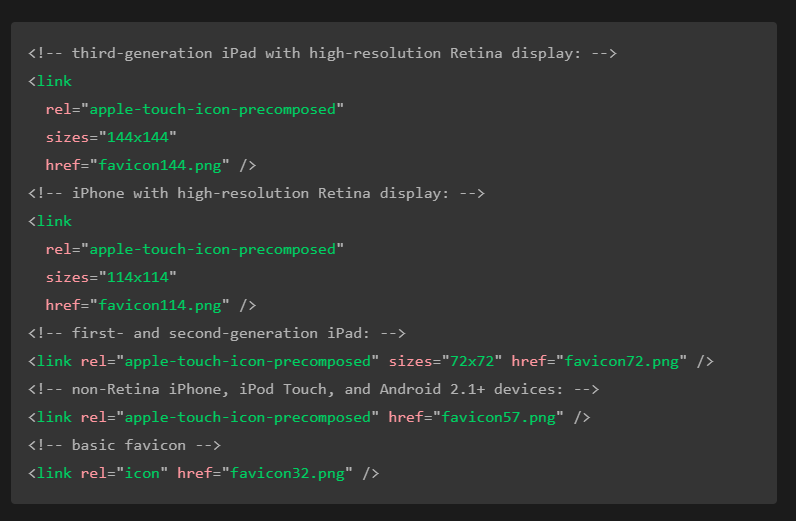 <!-- third-generation iPad with high-resolution Retina display: -->
<link
  rel="apple-touch-icon-precomposed"
  sizes="144x144"
  href="favicon144.png" />
<!-- iPhone with high-resolution Retina display: -->
<link
  rel="apple-touch-icon-precomposed"
  sizes="114x114"
  href="favicon114.png" />
<!-- first- and second-generation iPad: -->
<link rel="apple-touch-icon-precomposed" sizes="72x72" href="favicon72.png" />
<!-- non-Retina iPhone, iPod Touch, and Android 2.1+ devices: -->
<link rel="apple-touch-icon-precomposed" href="favicon57.png" />
<!-- basic favicon -->
<link rel="icon" href="favicon32.png" />